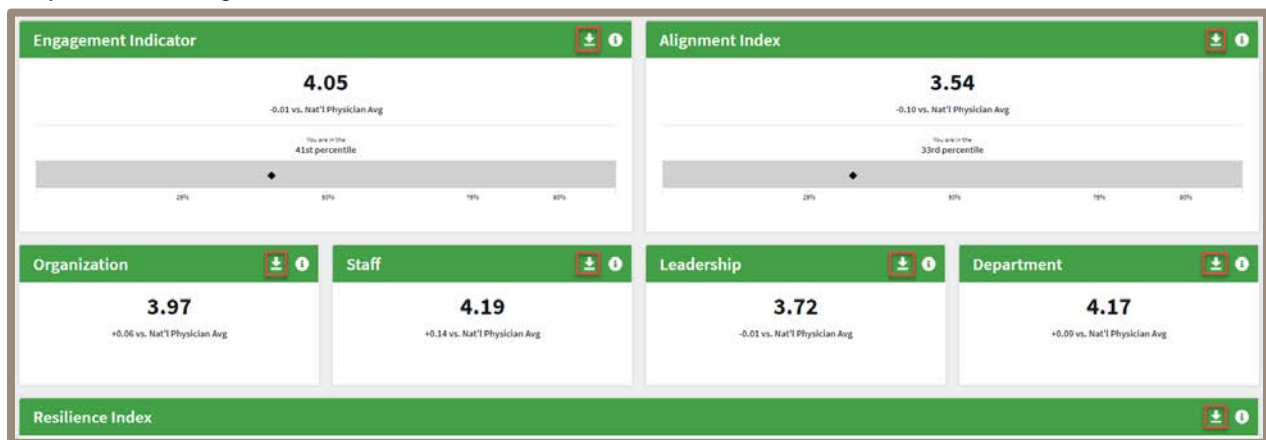 Engagement Indicator
4.05
-0.01 vs. Nat'l Physician Avg
You are in the
41st percentile
25% 50% 75% 90%
Alignment Index
3.54
-0.10 vs. Nat'l Physician Avg
You are in the
33rd percentile
25% 50% 75% 90%
Organization
3.97
+0.06 vs. Nat'l Physician Avg
Staff
4.19
+0.14 vs. Nat'l Physician Avg
Leadership
3.72
-0.01 vs. Nat'l Physician Avg
Department
4.17
+0.09 vs. Nat'l Physician Avg
Resilience Index